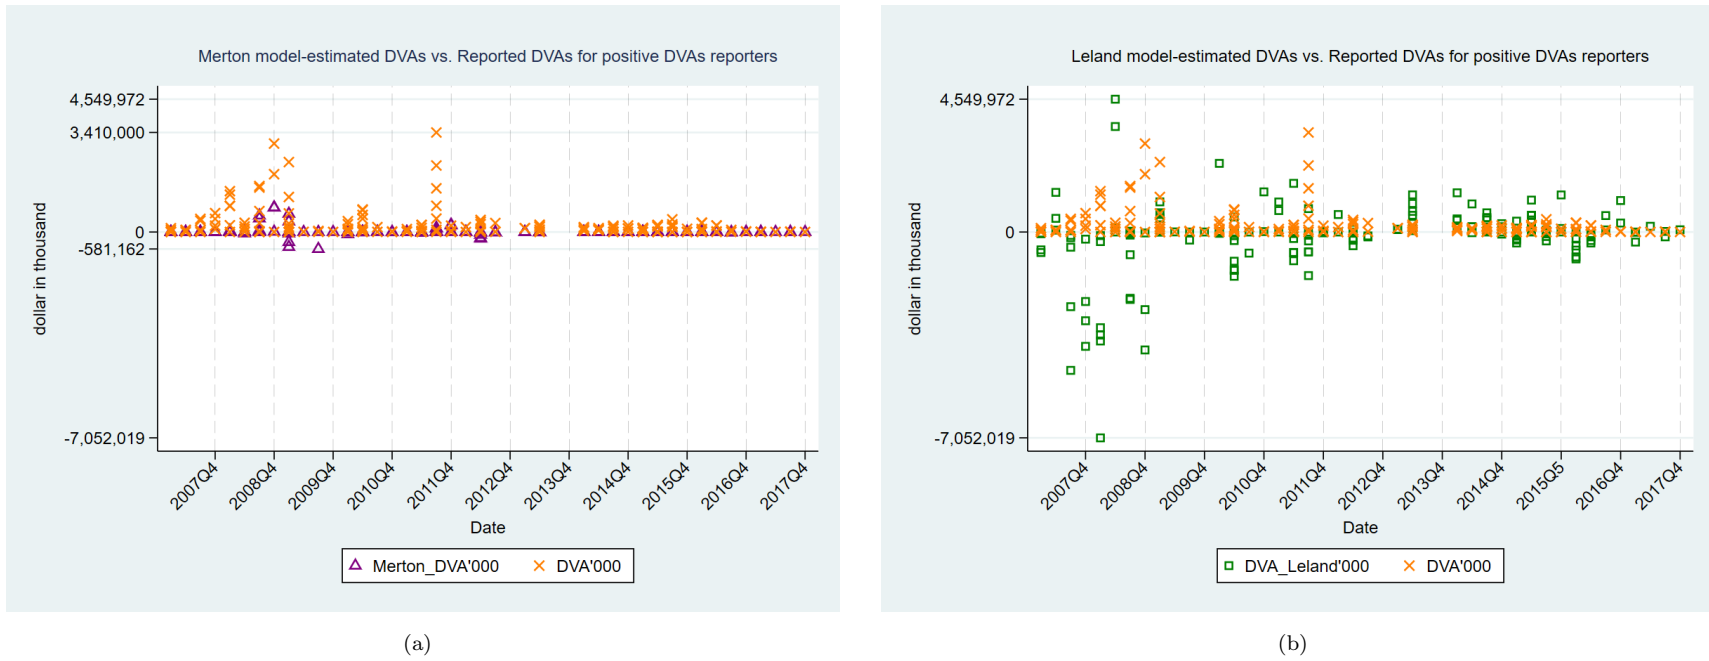 Merton model-estimated DVAs vs. Reported DVAs for positive DVAs reporters
4,549,972
3,410,000
0
-581,162
-7,052,019
dollar in thousand
2007Q4
2008Q4
2009Q4
2010Q4
2011Q4
2012Q4
2013Q4
2014Q4
2015Q4
2016Q4
2017Q4
Date
Merton_DVA'000 DVA'000
(a)
Leland model-estimated DVAs vs. Reported DVAs for positive DVAs reporters
4,549,972
0
-7,052,019
dollar in thousand
2007Q4
2008Q4
2009Q4
2010Q4
2011Q4
2012Q4
2013Q4
2014Q4
2015Q5
2016Q4
2017Q4
Date
DVA_Leland'000 DVA'000
(b)